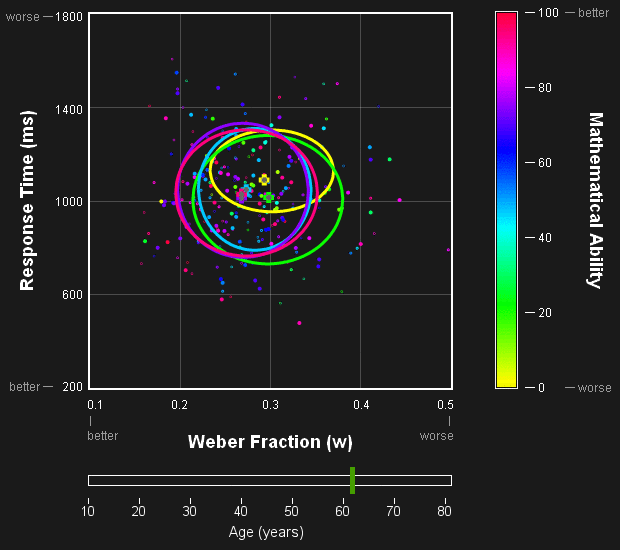 worse
1800
1400
1000
600
200
better
Response Time (ms)
0.1
0.2
0.3
0.4
0.5
better
worse
Weber Fraction (w)
10
20
30
40
50
60
70
80
Age (years)
100
80
60
40
20
0
better
worse
Mathematical Ability